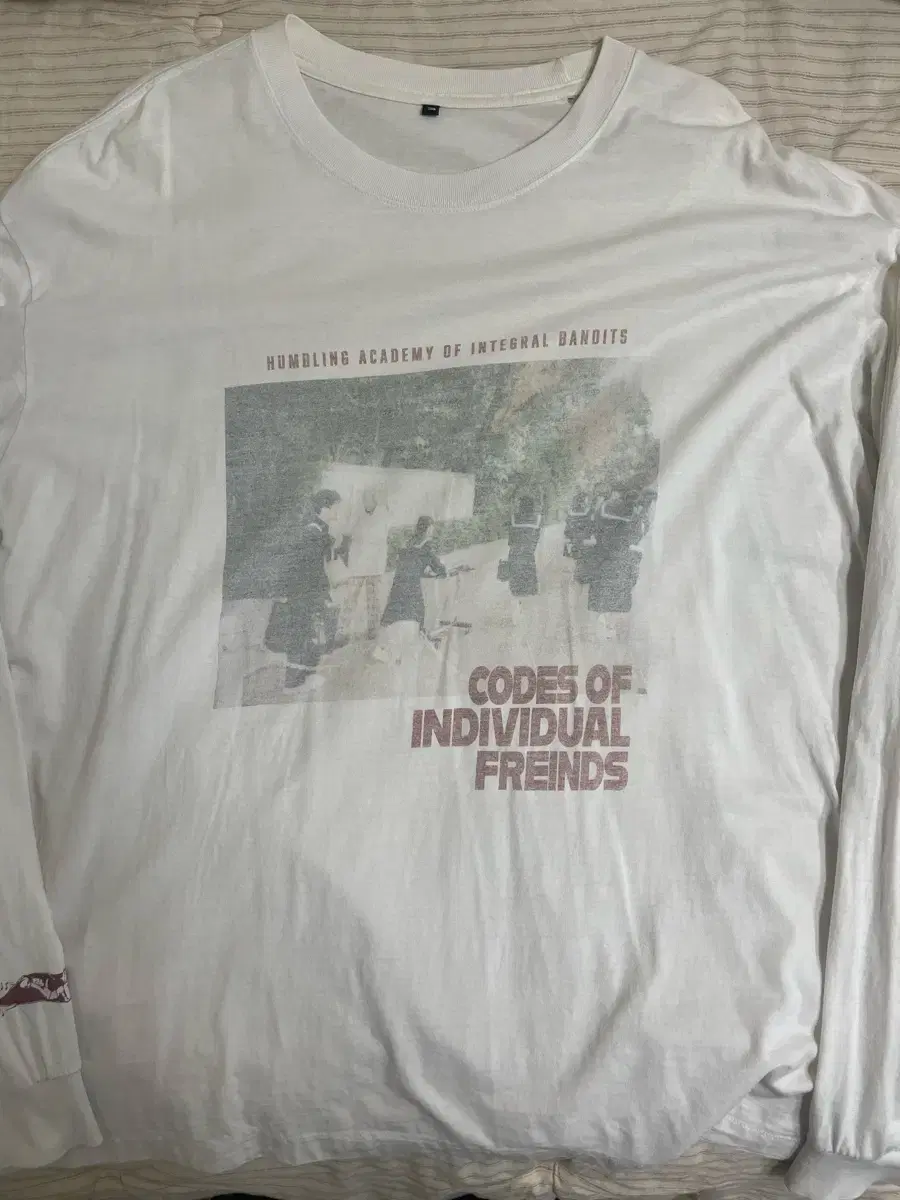 HUMBLING ACADEMY OF INTEGRAL BANDITS
CODES OF
INDIVIDUAL
FREINDS